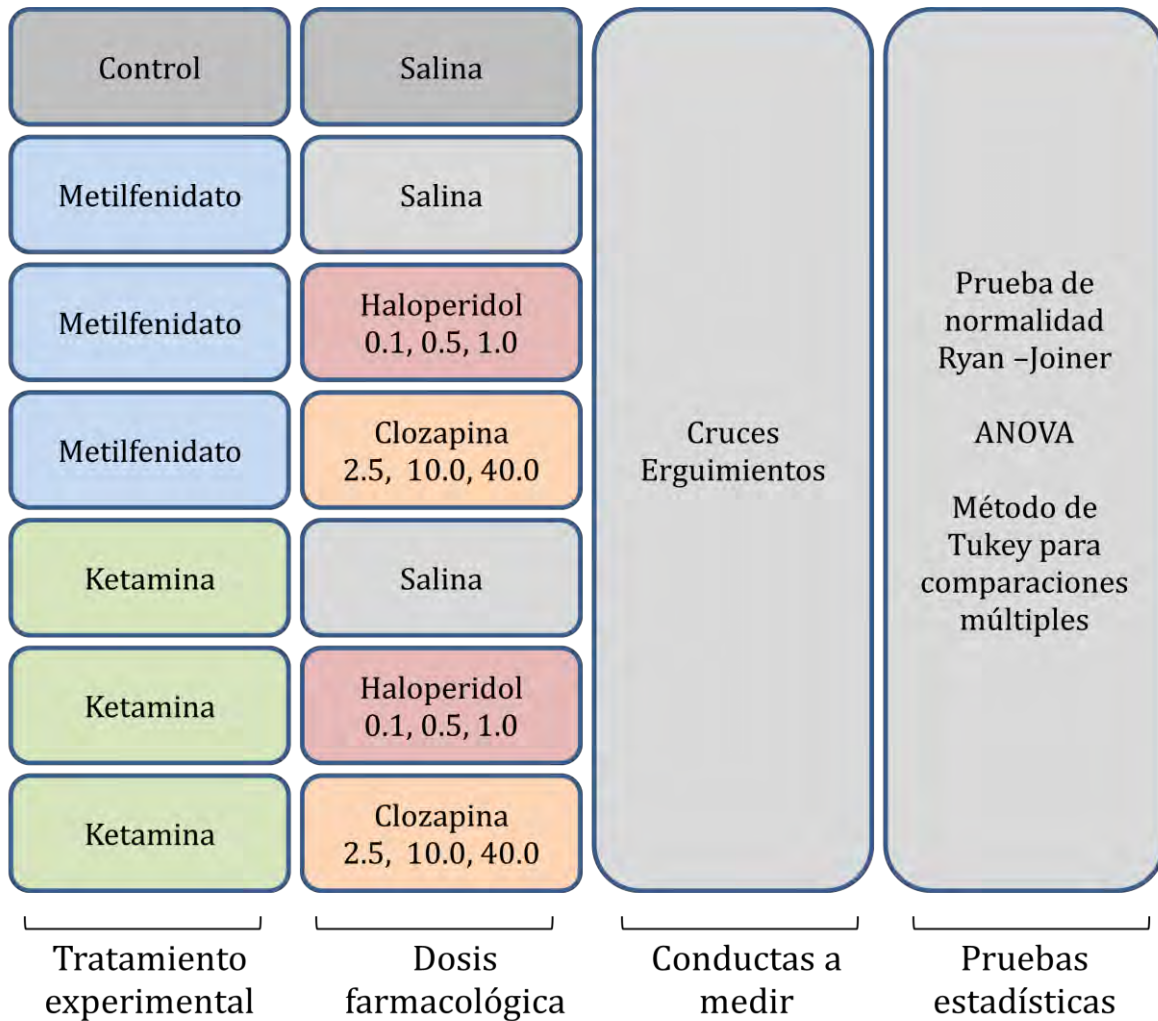 Control
Salina
Metilfenidato
Salina
Metilfenidato
Haloperidol
0.1, 0.5, 1.0
Metilfenidato
Clozapina
2.5,  10.0, 40.0
Ketamina
Salina
Ketamina
Haloperidol
0.1, 0.5, 1.0
Ketamina
Clozapina
2.5,  10.0, 40.0
Cruces
Erguimientos
Prueba de
normalidad
Ryan –Joiner
ANOVA
Método de
Tukey para
comparaciones
múltiples
Tratamiento
experimental
Dosis
farmacológica
Conductas a
medir
Pruebas
estadísticas